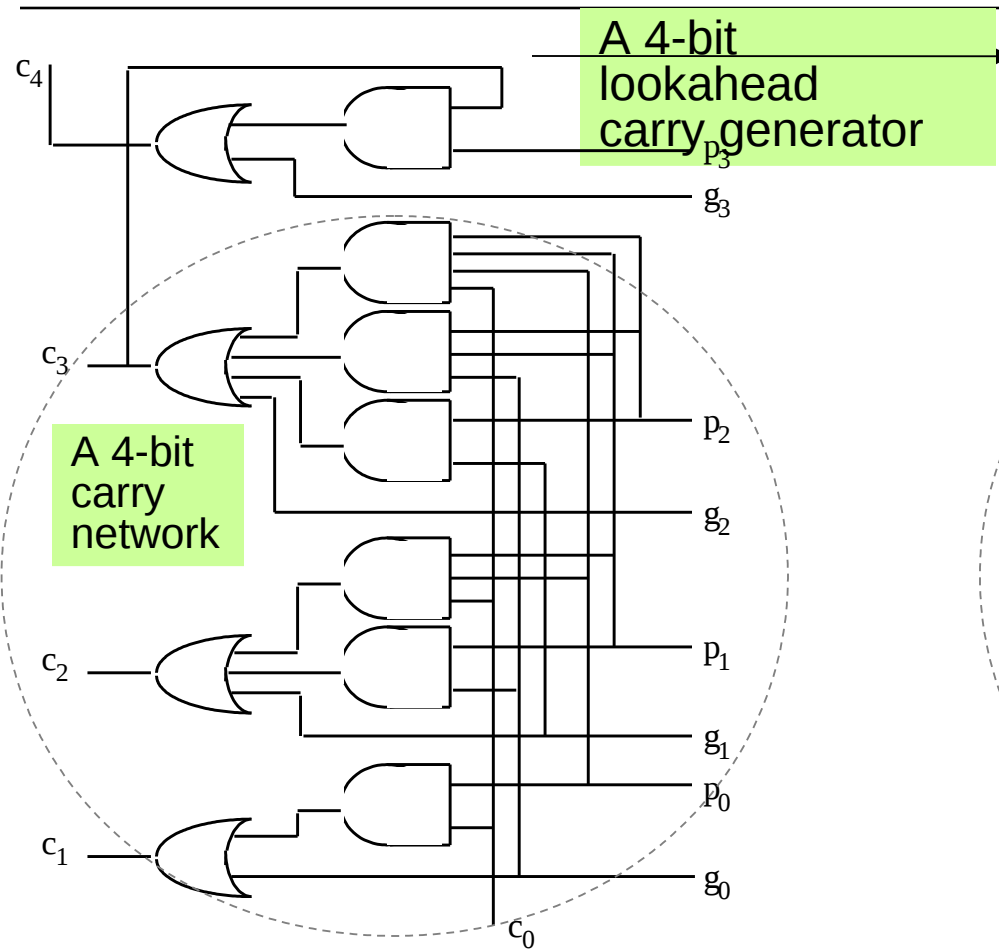 A 4-bit
lookahead
carry generator
c4
p3
g3
c3
p2
A 4-bit
carry
network
g2
c2
p1
g1
p0
c1
g0
c0